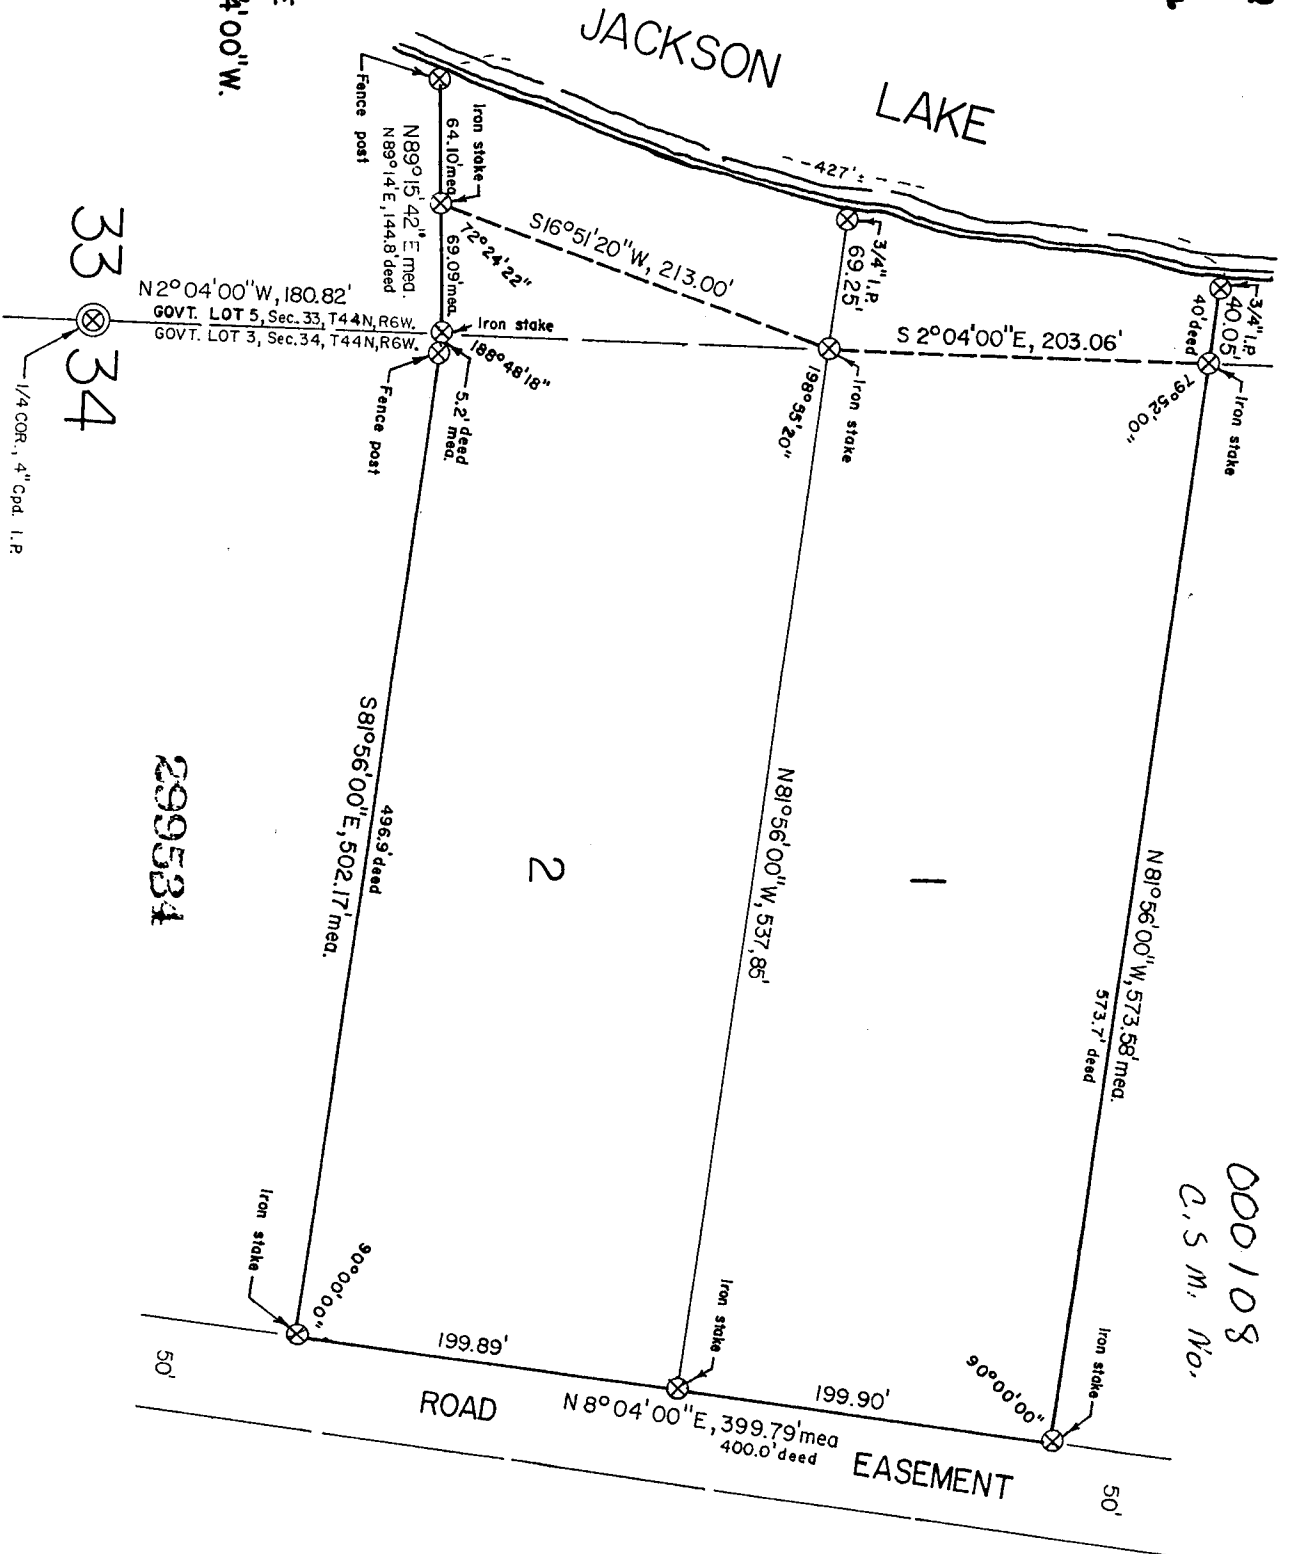 JACKSON LAKE
000108
C.S.M. No.
4'00"W.
427'±
3/4" I.P.
40.05'
40' deed
Iron stake
79°52'00"
S 2°04'00"E, 203.06'
3/4" I.P.
69.25'
Iron stake
198°55'20"
S16°51'20"W, 213.00'
Fence post
Iron stake
64.10' mea.
69.09' mea.
72°24'22"
N89°15'42"E mea.
N89°14'E, 144.8' deed
Iron stake
188°48'18"
5.2' deed
mea.
Fence post
N2°04'00"W, 180.82'
GOVT. LOT 5, Sec. 33, T44N, R6W.
GOVT. LOT 3, Sec. 34, T44N, R6W.
33
34
1/4 COR., 4" Cpd. I.P.
N81°56'00"W, 573.58' mea.
573.7' deed
1
N81°56'00"W, 537.85'
2
S81°56'00"E, 502.17' mea.
496.9' deed
299534
Iron stake
90°00'00"
Iron stake
Iron stake
90°00'00"
199.89'
199.90'
N 8°04'00"E, 399.79' mea
400.0' deed
ROAD EASEMENT
50'
50'